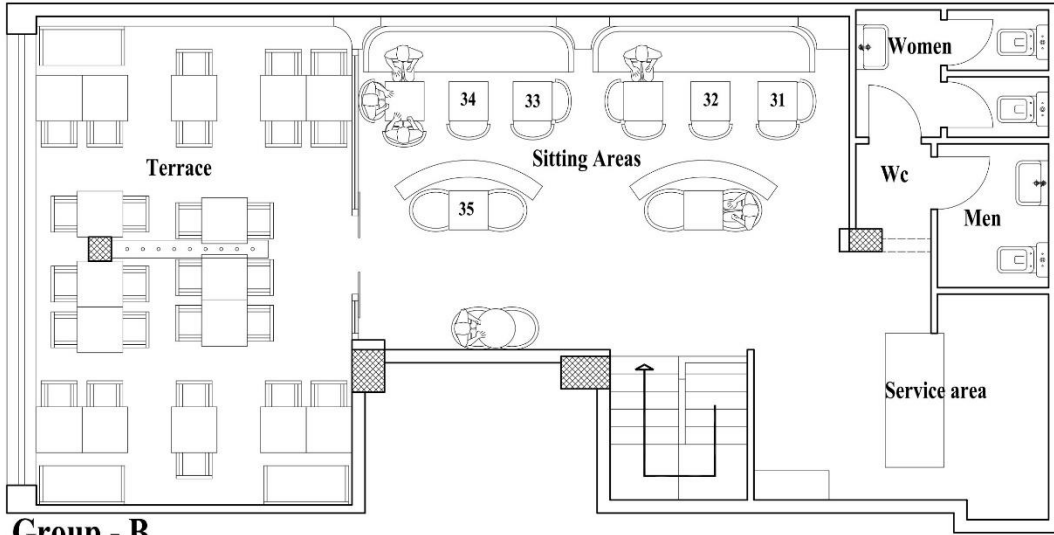 Women
34
33
32
31
Terrace
Sitting Areas
Wc
35
Men
Service area
Group - B